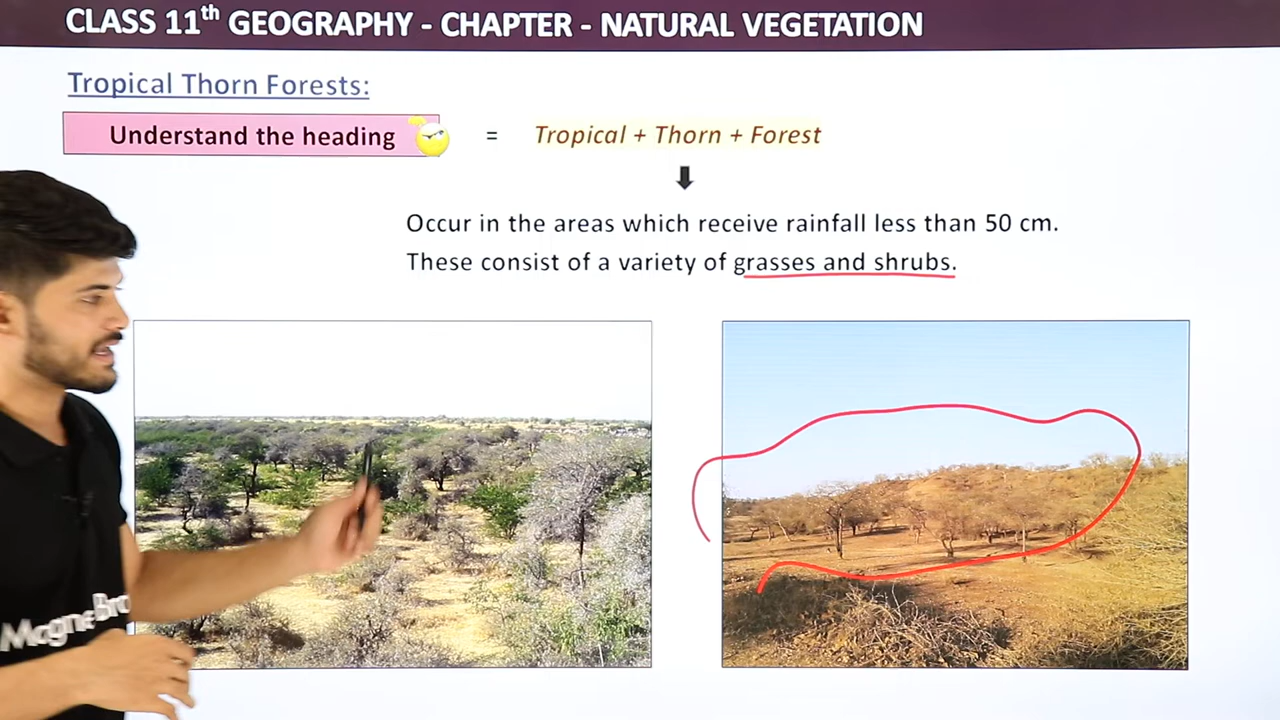 CLASS 11th GEOGRAPHY - CHAPTER - NATURAL VEGETATION
Tropical Thorn Forests:
Understand the heading = Tropical + Thorn + Forest
Occur in the areas which receive rainfall less than 50 cm.
These consist of a variety of grasses and shrubs.